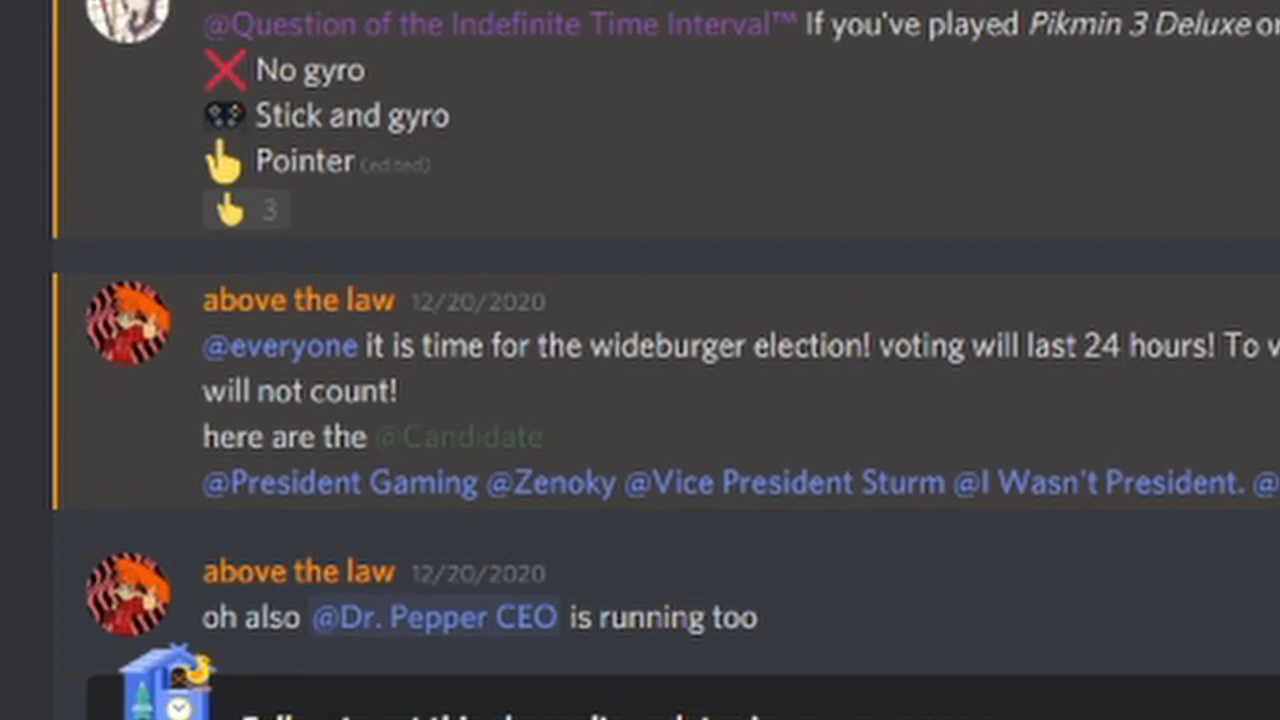 @Question of the Indefinite Time Interval™ If you've played Pikmin 3 Deluxe
No gyro
Stick and gyro
Pointer (edited)
3
above the law 12/20/2020
@everyone it is time for the wideburger election! voting will last 24 hours! To
will not count!
here are the @Candidate
@President Gaming @Zenoky @Vice President Sturm @I Wasn't President. @
above the law 12/20/2020
oh also @Dr. Pepper CEO is running too